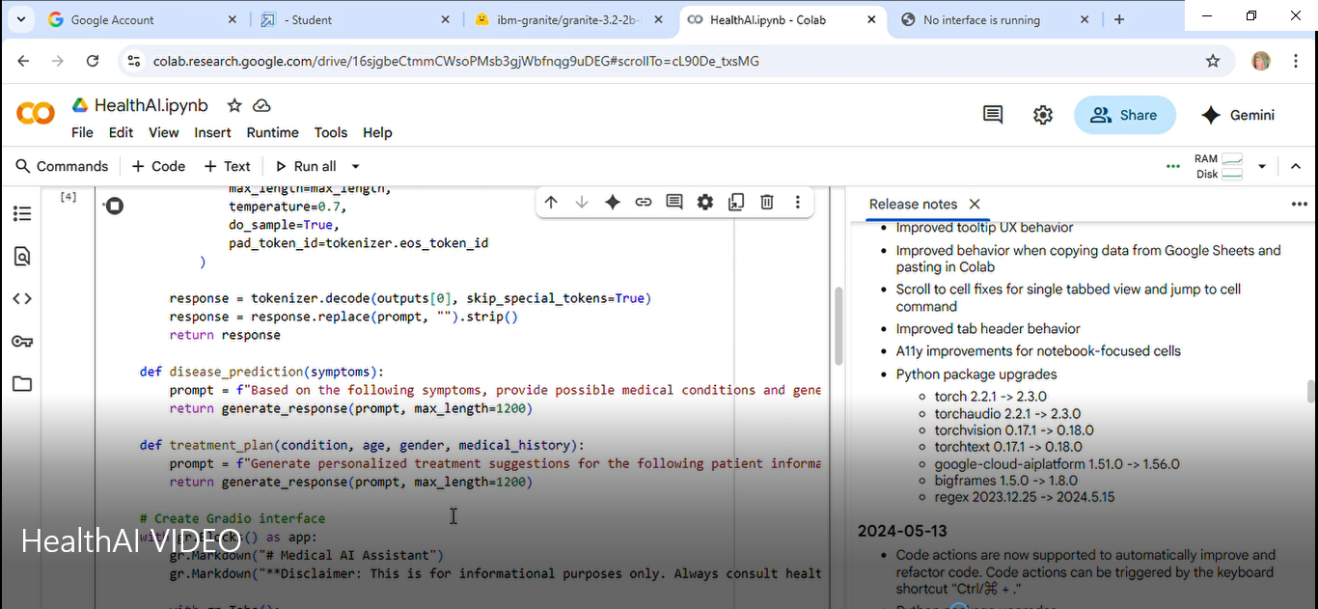 Google Account
- Student
ibm-granite/granite-3.2-2b-
HealthAI.ipynb - Colab
No interface is running
colab.research.google.com/drive/16sjgbeCtmmCWsoPMsb3gjWbfnqg9uDEG#scrollTo=cL90De_txsMG
CO
HealthAI.ipynb
File Edit View Insert Runtime Tools Help
Share
Gemini
Commands + Code + Text Run all
RAM
Disk
[4]
max_length=max_length,
temperature=0.7,
do_sample=True,
pad_token_id=tokenizer.eos_token_id
)
response = tokenizer.decode(outputs[0], skip_special_tokens=True)
response = response.replace(prompt, "").strip()
return response
def disease_prediction(symptoms):
prompt = f"Based on the following symptoms, provide possible medical conditions and gene
return generate_response(prompt, max_length=1200)
def treatment_plan(condition, age, gender, medical_history):
prompt = f"Generate personalized treatment suggestions for the following patient informa
return generate_response(prompt, max_length=1200)
# Create Gradio interface
with gr.Blocks() as app:
gr.Markdown("# Medical AI Assistant")
gr.Markdown("**Disclaimer: This is for informational purposes only. Always consult healt
with gr.Tabs():
HealthAI VIDEO
Release notes
• Improved tooltip UX behavior
• Improved behavior when copying data from Google Sheets and
pasting in Colab
• Scroll to cell fixes for single tabbed view and jump to cell
command
• Improved tab header behavior
• A11y improvements for notebook-focused cells
• Python package upgrades
○ torch 2.2.1 -> 2.3.0
○ torchaudio 2.2.1 -> 2.3.0
○ torchvision 0.17.1 -> 0.18.0
○ torchtext 0.17.1 -> 0.18.0
○ google-cloud-aiplatform 1.51.0 -> 1.56.0
○ bigframes 1.5.0 -> 1.8.0
○ regex 2023.12.25 -> 2024.5.15
2024-05-13
• Code actions are now supported to automatically improve and
refactor code. Code actions can be triggered by the keyboard
shortcut "Ctrl/⌘ + ."
• Python package upgrades